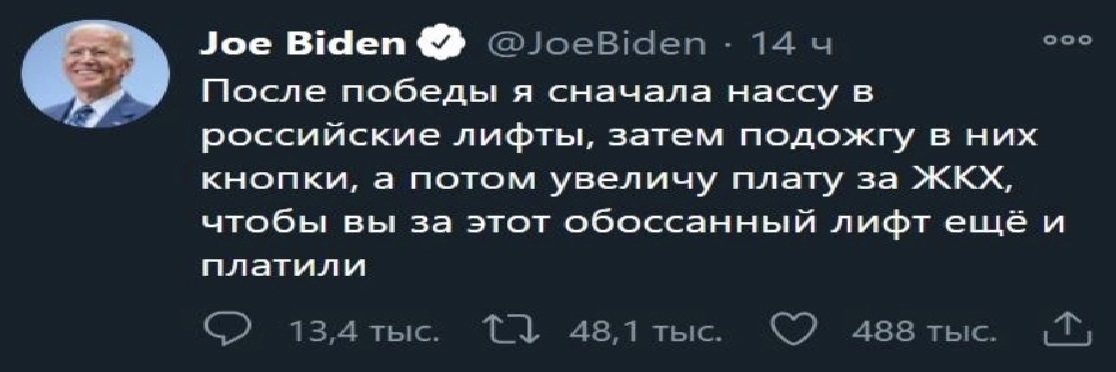 Joe Biden @JoeBiden · 14 ч
После победы я сначала нассу в
российские лифты, затем подожгу в них
кнопки, а потом увеличу плату за ЖКХ,
чтобы вы за этот обоссанный лифт ещё и
платили
13,4 тыс. 48,1 тыс. 488 тыс.